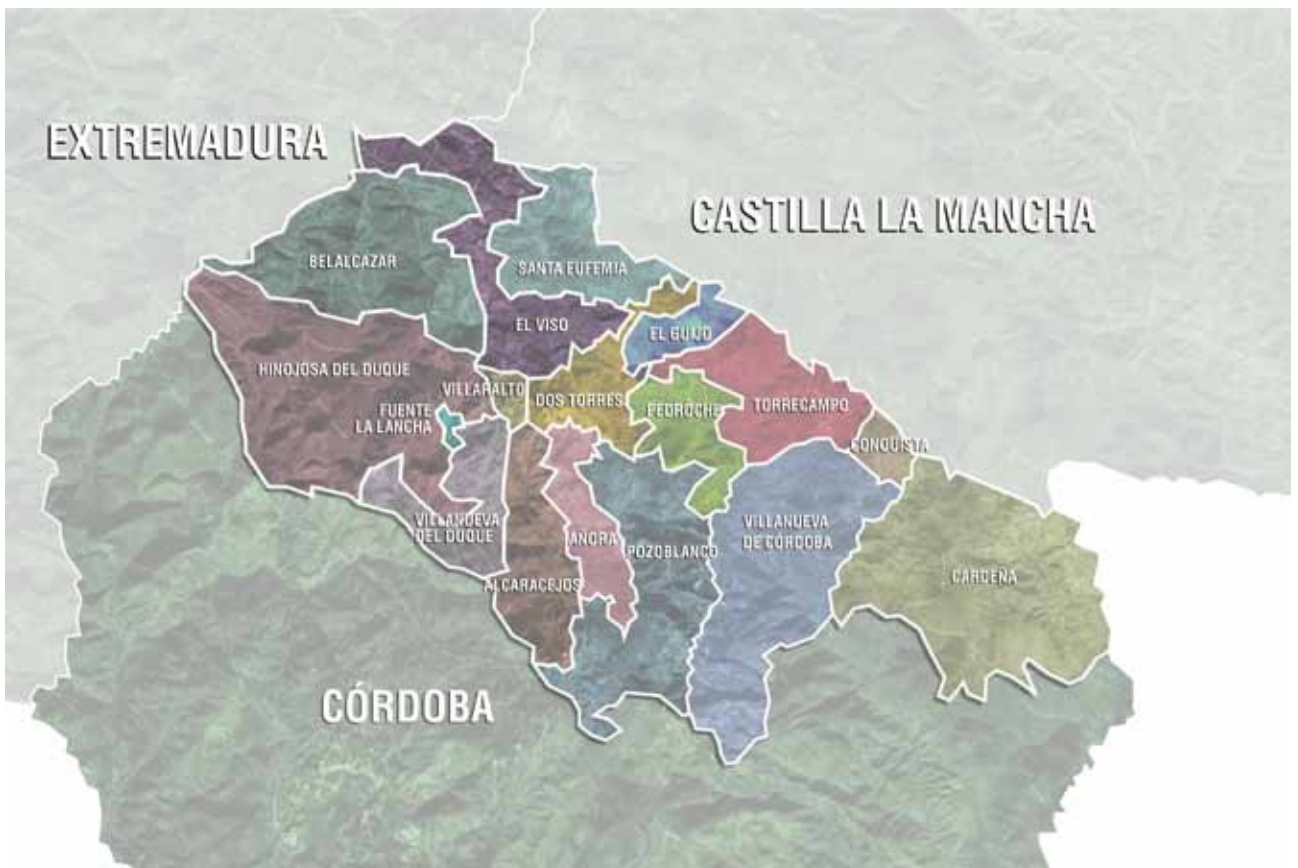 EXTREMADURA
CASTILLA LA MANCHA
BELALCAZAR
SANTA EUFEMIA
EL VISO
EL GUIJO
HINOJOSA DEL DUQUE
VILLARALTO
DOS TORRES
PEDROCHE
TORRECAMPO
FUENTE
LA LANCHA
CONQUISTA
VILLANUEVA
DEL DUQUE
AÑORA
POZOBLANCO
VILLANUEVA
DE CÓRDOBA
ALCARACEJOS
CARDEÑA
CÓRDOBA